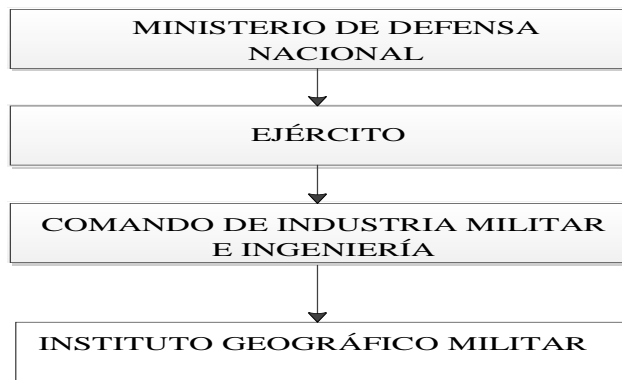 MINISTERIO DE DEFENSA
NACIONAL
EJÉRCITO
COMANDO DE INDUSTRIA MILITAR
E INGENIERÍA
INSTITUTO GEOGRÁFICO MILITAR